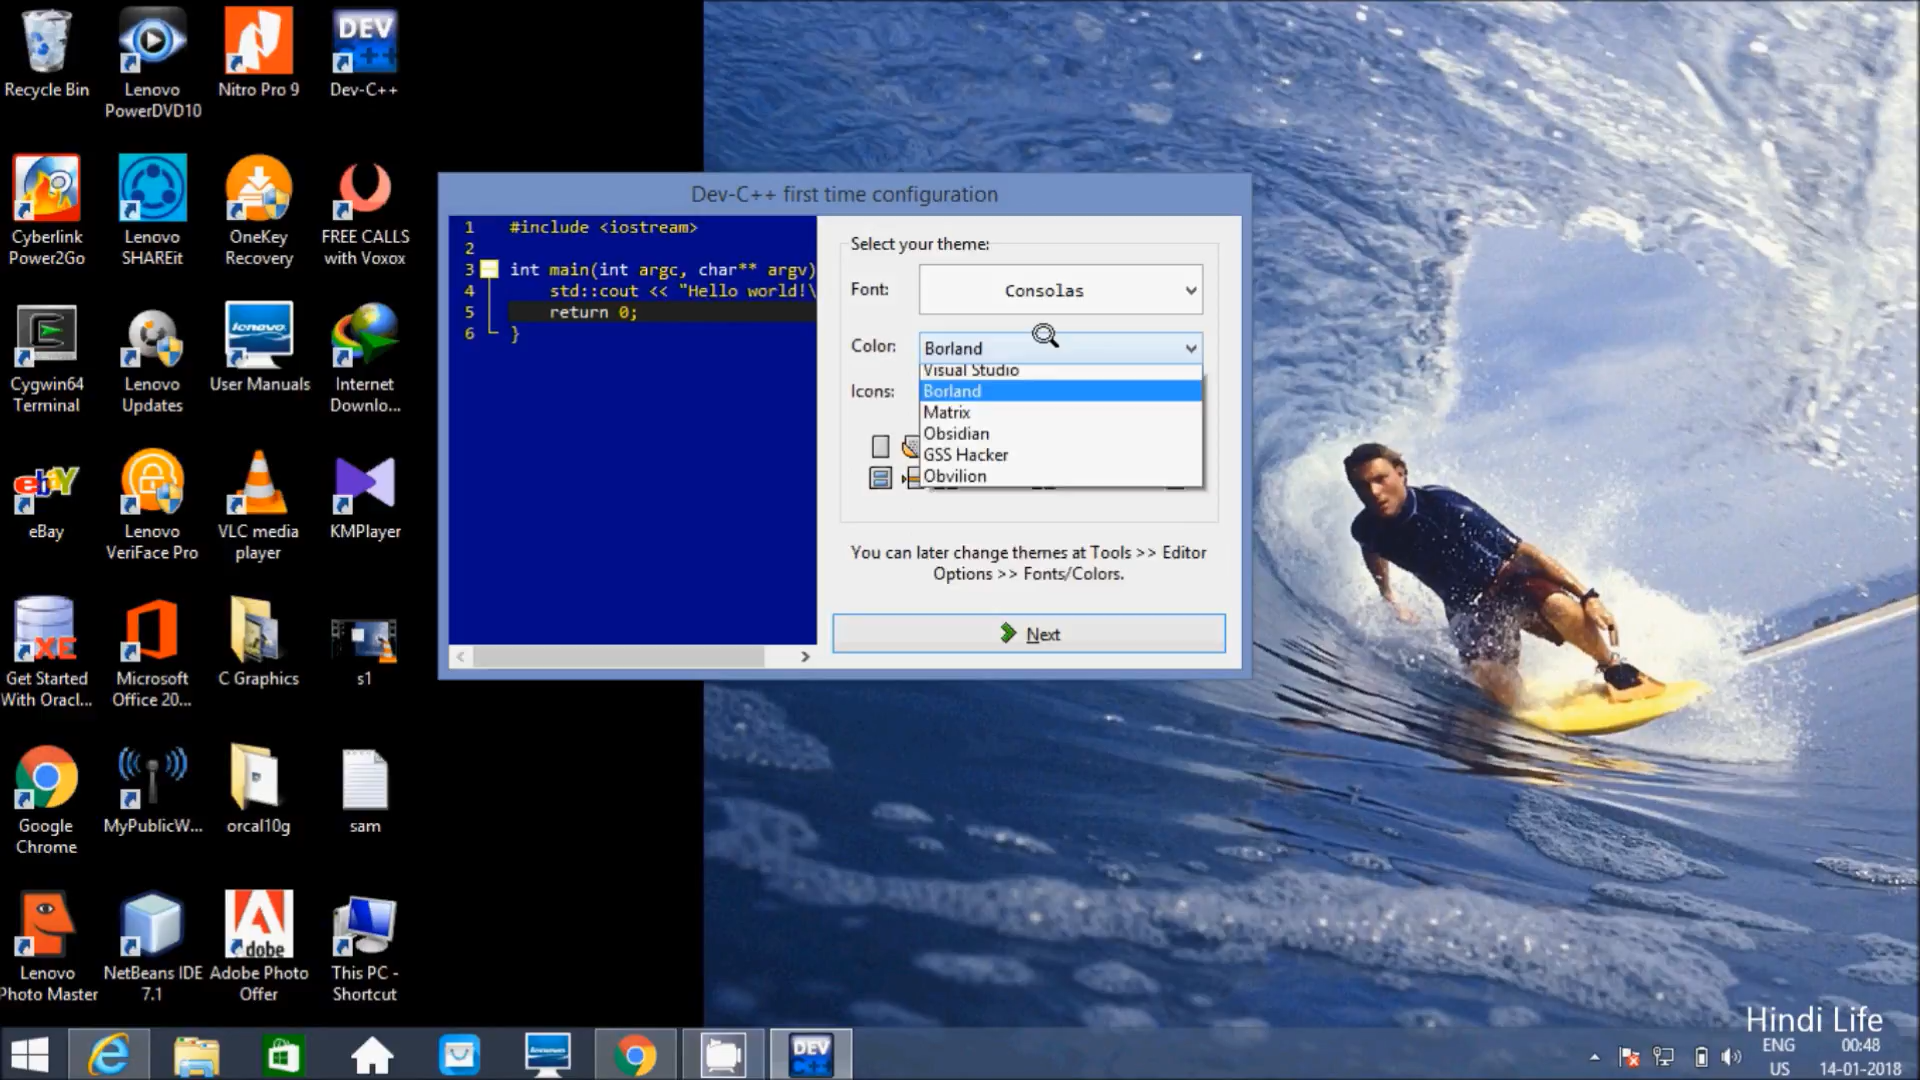 Recycle Bin
Lenovo
PowerDVD10
Nitro Pro 9
DEV
C++
Dev-C++
Cyberlink
Power2Go
Lenovo
SHAREit
OneKey
Recovery
FREE CALLS
with Voxox
Cygwin64
Terminal
Lenovo
Updates
lenovo
User Manuals
Internet
Downlo...
ebay
eBay
Lenovo
VeriFace Pro
VLC media
player
KMPlayer
XE
Get Started
With Oracl...
Microsoft
Office 20...
C Graphics
s1
Google
Chrome
MyPublicW...
orcal10g
sam
Lenovo
Photo Master
NetBeans IDE
7.1
Adobe
Adobe Photo
Offer
This PC -
Shortcut
Dev-C++ first time configuration
1 #include <iostream>
2
3 int main(int argc, char** argv)
4 std::cout << "Hello world!\
5 return 0;
6 }
Select your theme:
Font: Consolas
Color: Borland
Visual Studio
Icons:
Borland
Matrix
Obsidian
GSS Hacker
Obvilion
You can later change themes at Tools >> Editor
Options >> Fonts/Colors.
Next
Hindi Life
lenovo
DEV
C++
ENG
US
00:48
14-01-2018